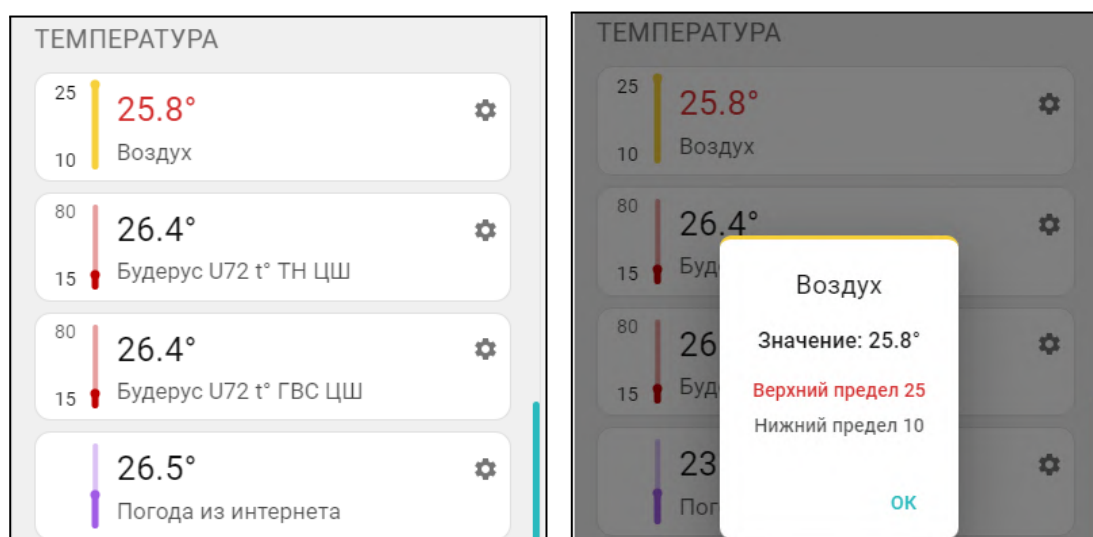 ТЕМПЕРАТУРА
25
25.8°
10
Воздух
80
26.4°
15
Будерус U72 t° ТН ЦШ
80
26.4°
15
Будерус U72 t° ГВС ЦШ
26.5°
Погода из интернета
ТЕМПЕРАТУРА
25
25.8°
10
Воздух
80
26.4°
15
Буд
80
26
15
Буд
23
Пог
Воздух
Значение: 25.8°
Верхний предел 25
Нижний предел 10
ОК